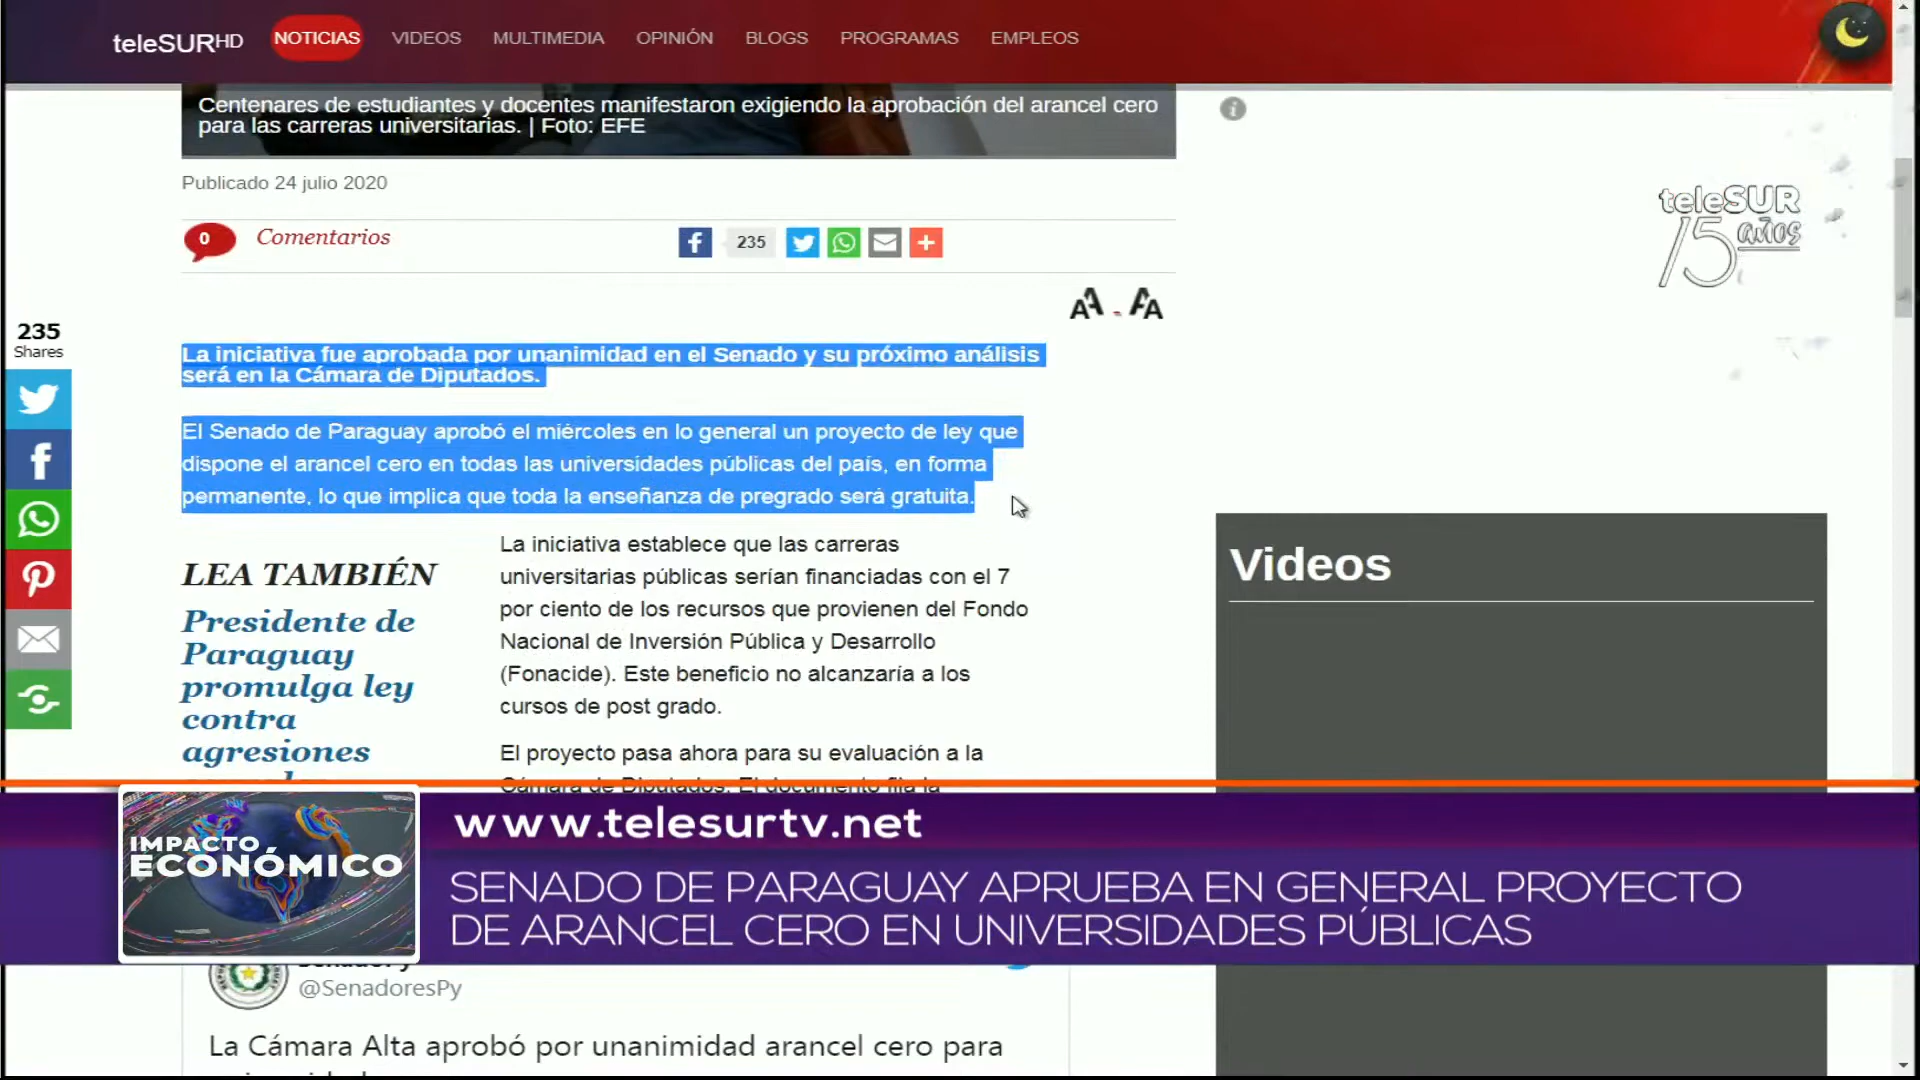 teleSURHD
NOTICIAS
VIDEOS
MULTIMEDIA
OPINIÓN
BLOGS
PROGRAMAS
EMPLEOS
Centenares de estudiantes y docentes manifestaron exigiendo la aprobación del arancel cero
para las carreras universitarias. | Foto: EFE
Publicado 24 julio 2020
0
Comentarios
235
teleSUR
15 años
AA - AA
235
Shares
La iniciativa fue aprobada por unanimidad en el Senado y su próximo análisis
será en la Cámara de Diputados.
El Senado de Paraguay aprobó el miércoles en lo general un proyecto de ley que
dispone el arancel cero en todas las universidades públicas del país, en forma
permanente, lo que implica que toda la enseñanza de pregrado será gratuita.
LEA TAMBIÉN
Presidente de
Paraguay
promulga ley
contra
agresiones
La iniciativa establece que las carreras
universitarias públicas serían financiadas con el 7
por ciento de los recursos que provienen del Fondo
Nacional de Inversión Pública y Desarrollo
(Fonacide). Este beneficio no alcanzaría a los
cursos de post grado.
El proyecto pasa ahora para su evaluación a la
Cámara de Diputados. El documento fija la
Videos
IMPACTO
ECONÓMICO
www.telesurtv.net
SENADO DE PARAGUAY APRUEBA EN GENERAL PROYECTO
DE ARANCEL CERO EN UNIVERSIDADES PÚBLICAS
@SenadoresPy
La Cámara Alta aprobó por unanimidad arancel cero para